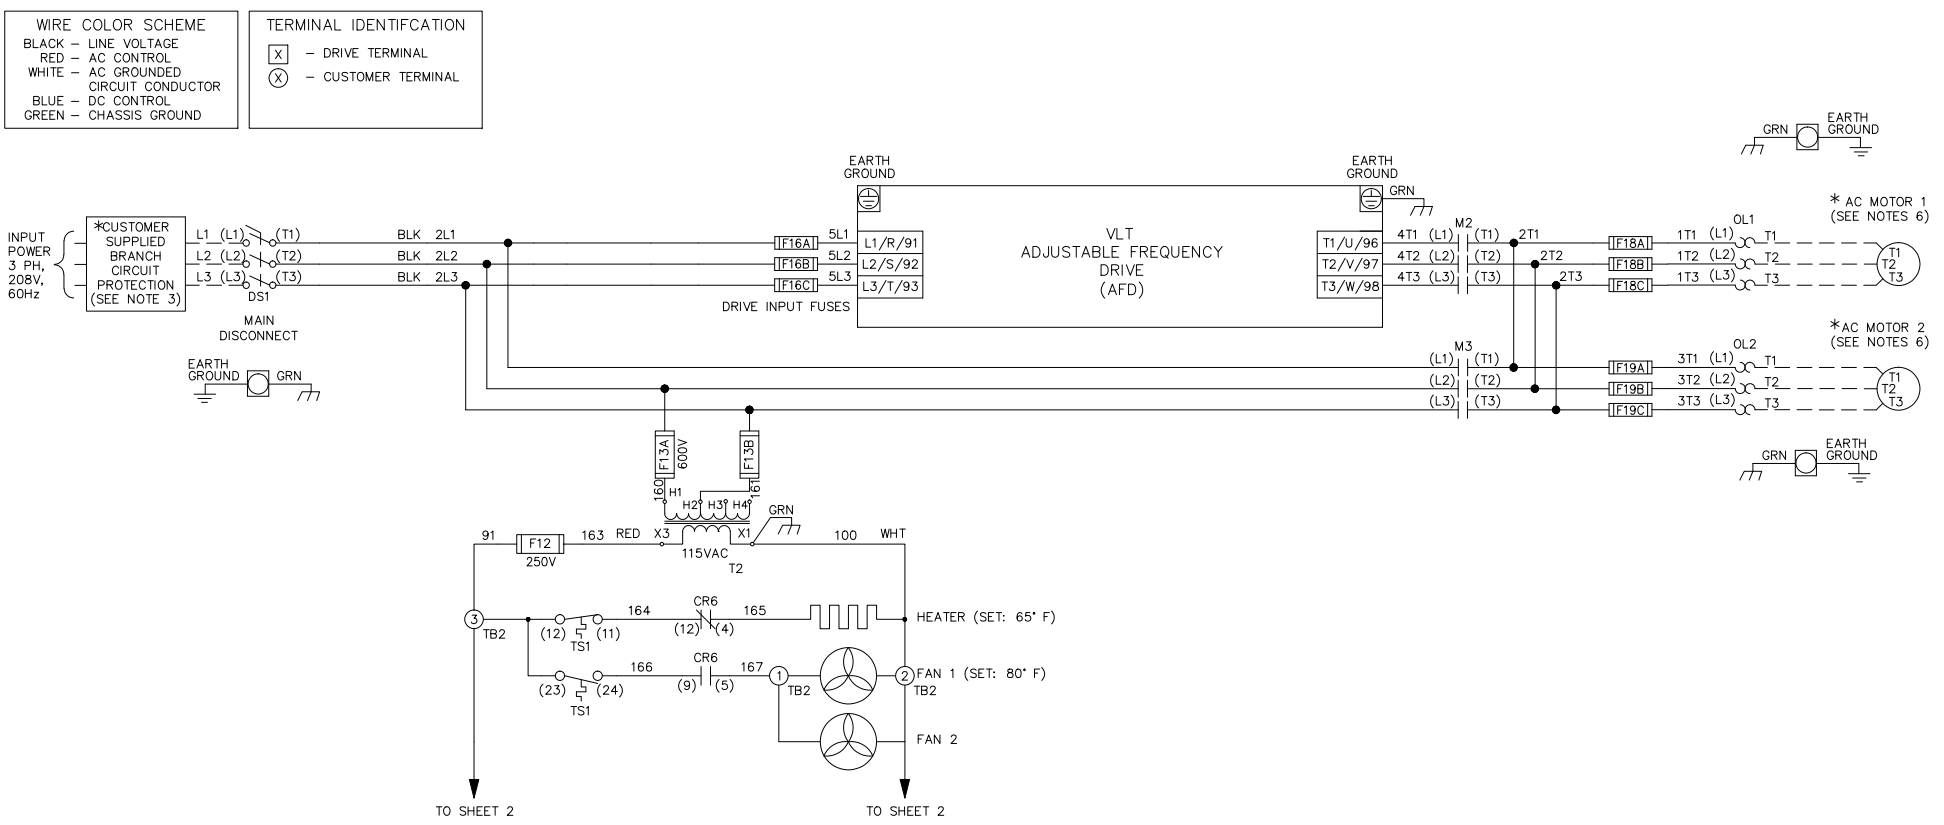 WIRE COLOR SCHEME
BLACK – LINE VOLTAGE
RED – AC CONTROL
WHITE – AC GROUNDED
CIRCUIT CONDUCTOR
BLUE – DC CONTROL
GREEN – CHASSIS GROUND
TERMINAL IDENTIFCATION
X – DRIVE TERMINAL
X – CUSTOMER TERMINAL
INPUT
POWER
3 PH,
208V,
60Hz
*CUSTOMER
SUPPLIED
BRANCH
CIRCUIT
PROTECTION
(SEE NOTE 3)
L1 (L1) (T1) BLK 2L1
L2 (L2) (T2) BLK 2L2
L3 (L3) (T3) BLK 2L3
DS1
MAIN
DISCONNECT
EARTH
GROUND
GRN
F16A 5L1
F16B 5L2
F16C 5L3
DRIVE INPUT FUSES
EARTH
GROUND
L1/R/91
L2/S/92
L3/T/93
VLT
ADJUSTABLE FREQUENCY
DRIVE
(AFD)
EARTH
GROUND
GRN
T1/U/96
T2/V/97
T3/W/98
M2
4T1 (L1) (T1) 2T1
4T2 (L2) (T2) 2T2
4T3 (L3) (T3) 2T3
F18A
F18B
F18C
OL1
1T1 (L1) T1
1T2 (L2) T2
1T3 (L3) T3
EARTH
GROUND
GRN
* AC MOTOR 1
(SEE NOTES 6)
T1
T2
T3
M3
(L1) (T1)
(L2) (T2)
(L3) (T3)
F19A
F19B
F19C
OL2
3T1 (L1) T1
3T2 (L2) T2
3T3 (L3) T3
*AC MOTOR 2
(SEE NOTES 6)
T1
T2
T3
EARTH
GROUND
GRN
F13A
600V
F13B
160
161
H1
H2 H3 H4
GRN
91
F12
250V
163 RED X3
X1
100 WHT
115VAC
T2
3
TB2
(12) (11)
TS1
164
CR6
(12) (4)
165
HEATER (SET: 65° F)
(23) (24)
TS1
166
CR6
(9) (5)
167
1
TB2
2
TB2
FAN 1 (SET: 80° F)
FAN 2
TO SHEET 2
TO SHEET 2